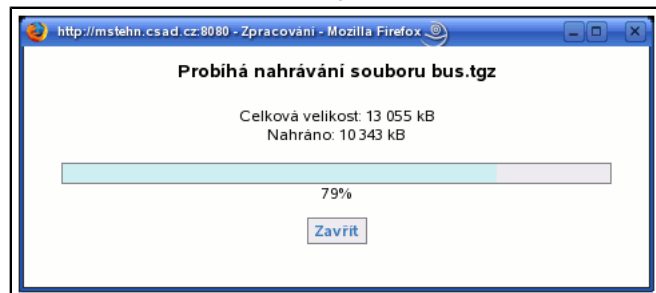 http://mstehn.csad.cz:8080 - Zpracování - Mozilla Firefox
Probíhá nahrávání souboru bus.tgz
Celková velikost: 13 055 kB
Nahráno: 10 343 kB
79%
Zavřít